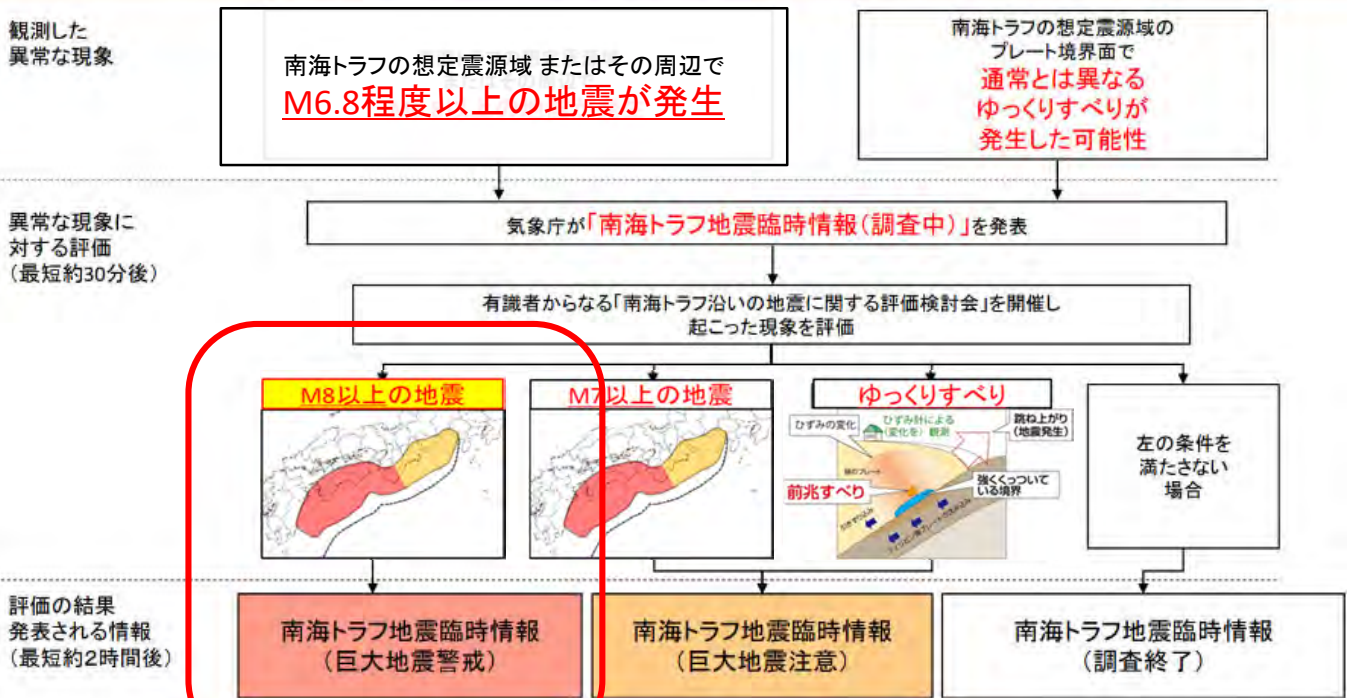 観測した
異常な現象
南海トラフの想定震源域 またはその周辺で
M6.8程度以上の地震が発生
南海トラフの想定震源域の
プレート境界面で
通常とは異なる
ゆっくりすべりが
発生した可能性
異常な現象に
対する評価
(最短約30分後)
気象庁が「南海トラフ地震臨時情報(調査中)」を発表
有識者からなる「南海トラフ沿いの地震に関する評価検討会」を開催し
起こった現象を評価
M8以上の地震
M7以上の地震
ゆっくりすべり
ひずみの変化
ひずみ計による
(変化を) 観測
跳ね上がり
(地震発生)
陸のプレート
前兆すべり
強くくっついて
いる境界
左の条件を
満たさない
場合
評価の結果
発表される情報
(最短約2時間後)
南海トラフ地震臨時情報
(巨大地震警戒)
南海トラフ地震臨時情報
(巨大地震注意)
南海トラフ地震臨時情報
(調査終了)